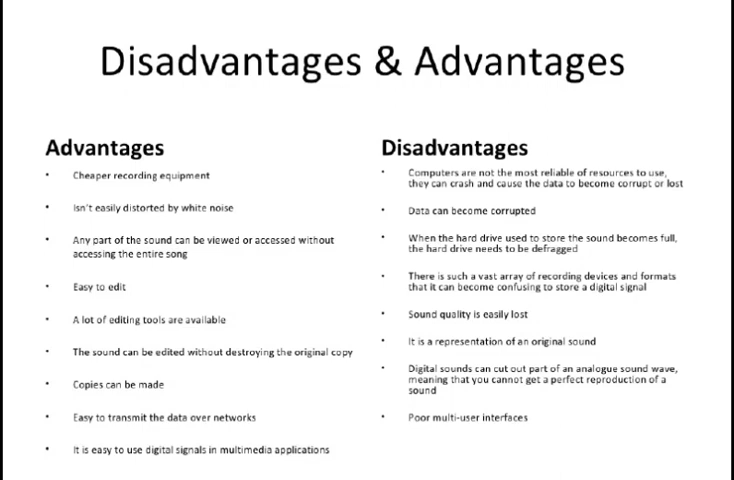 Disadvantages & Advantages
Advantages
• Cheaper recording equipment
• Isn't easily distorted by white noise
• Any part of the sound can be viewed or accessed without
accessing the entire song
• Easy to edit
• A lot of editing tools are available
• The sound can be edited without destroying the original copy
• Copies can be made
• Easy to transmit the data over networks
• It is easy to use digital signals in multimedia applications
Disadvantages
• Computers are not the most reliable of resources to use,
they can crash and cause the data to become corrupt or lost
• Data can become corrupted
• When the hard drive used to store the sound becomes full,
the hard drive needs to be defragged
• There is such a vast array of recording devices and formats
that it can become confusing to store a digital signal
• Sound quality is easily lost
• It is a representation of an original sound
• Digital sounds can cut out part of an analogue sound wave,
meaning that you cannot get a perfect reproduction of a
sound
• Poor multi-user interfaces